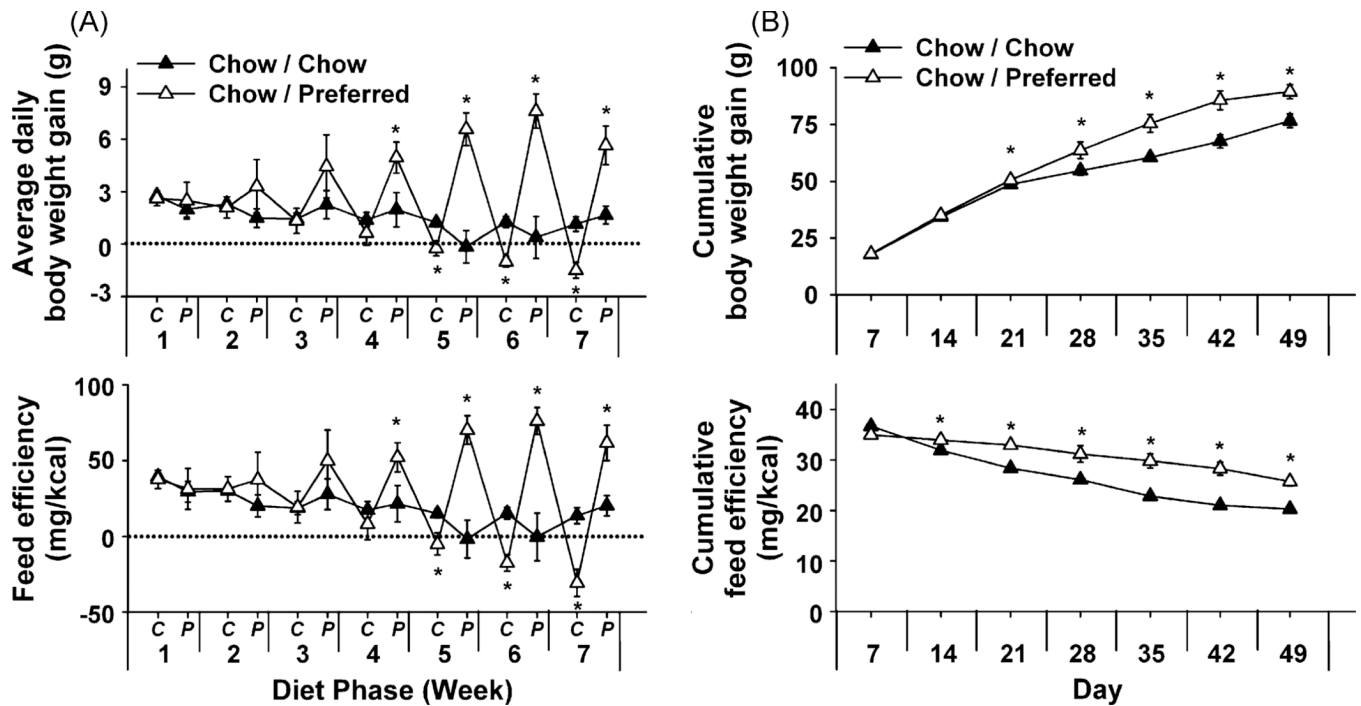 (A)
Chow / Chow
Chow / Preferred
Average daily
body weight gain (g)
9
6
3
0
-3
* * * *
* * *
C P C P C P C P C P C P C P
1 2 3 4 5 6 7
Feed efficiency
(mg/kcal)
100
50
0
-50
* * * *
* * *
C P C P C P C P C P C P C P
1 2 3 4 5 6 7
Diet Phase (Week)
(B)
Chow / Chow
Chow / Preferred
Cumulative
body weight gain (g)
100
75
50
25
0
* * * * *
7 14 21 28 35 42 49
Cumulative
feed efficiency
(mg/kcal)
40
30
20
10
0
* * * * * *
7 14 21 28 35 42 49
Day